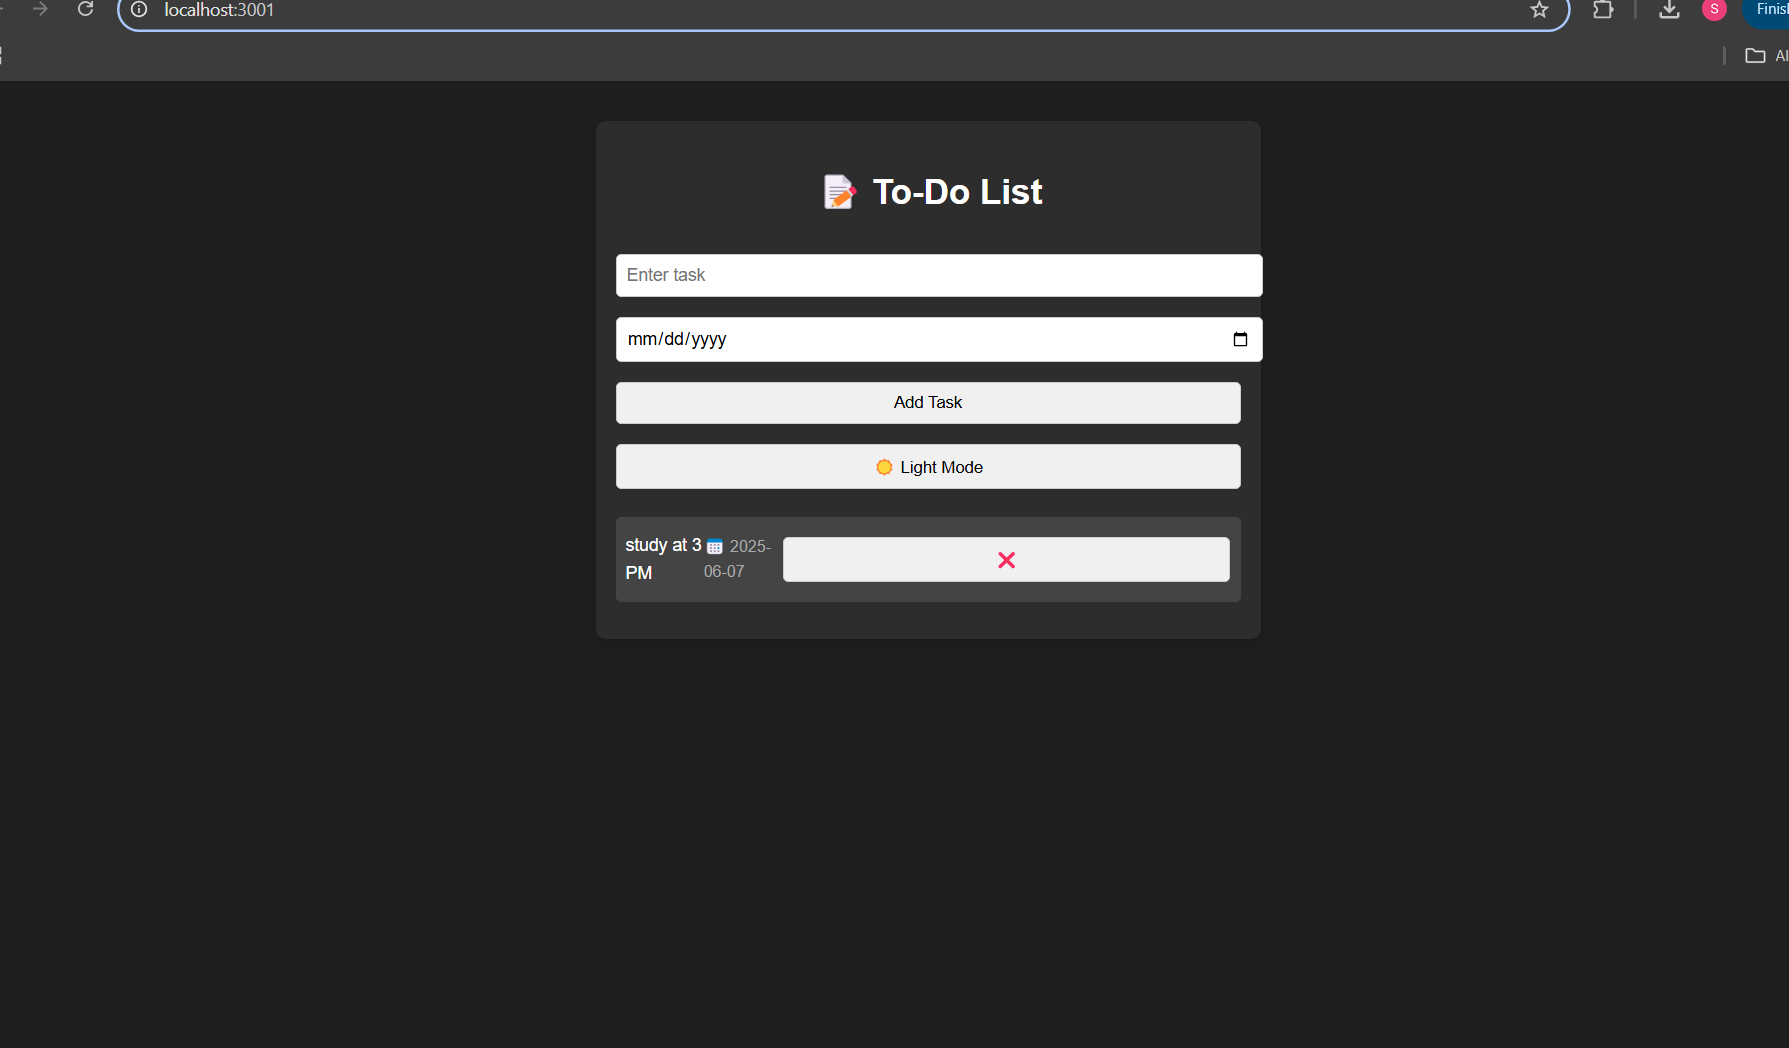 localhost:3001
S
Finish
Al
To-Do List
Enter task
mm/dd/yyyy
Add Task
Light Mode
study at 3 PM
2025-06-07